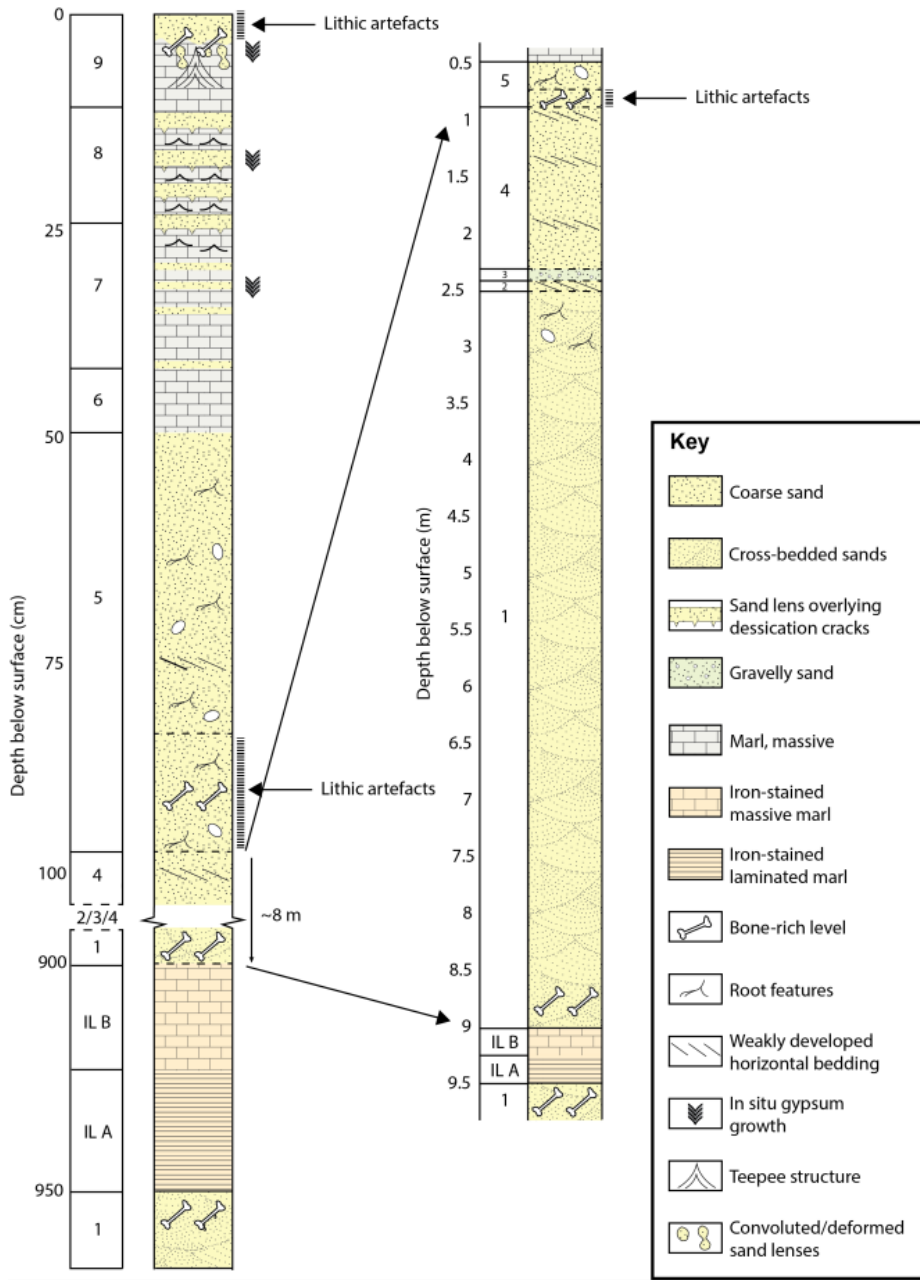 0
Lithic artefacts
9
8
25
7
6
50
5
75
Lithic artefacts
100
4
2/3/4
~8 m
1
900
IL B
IL A
950
1
Depth below surface (cm)
0.5
5
Lithic artefacts
1
1.5
4
2
3
2.5
2
3
3.5
4
4.5
5
1
5.5
6
6.5
7
7.5
8
8.5
9
IL B
IL A
9.5
1
Depth below surface (m)
Key
Coarse sand
Cross-bedded sands
Sand lens overlying
dessication cracks
Gravelly sand
Marl, massive
Iron-stained
massive marl
Iron-stained
laminated marl
Bone-rich level
Root features
Weakly developed
horizontal bedding
In situ gypsum
growth
Teepee structure
Convoluted/deformed
sand lenses